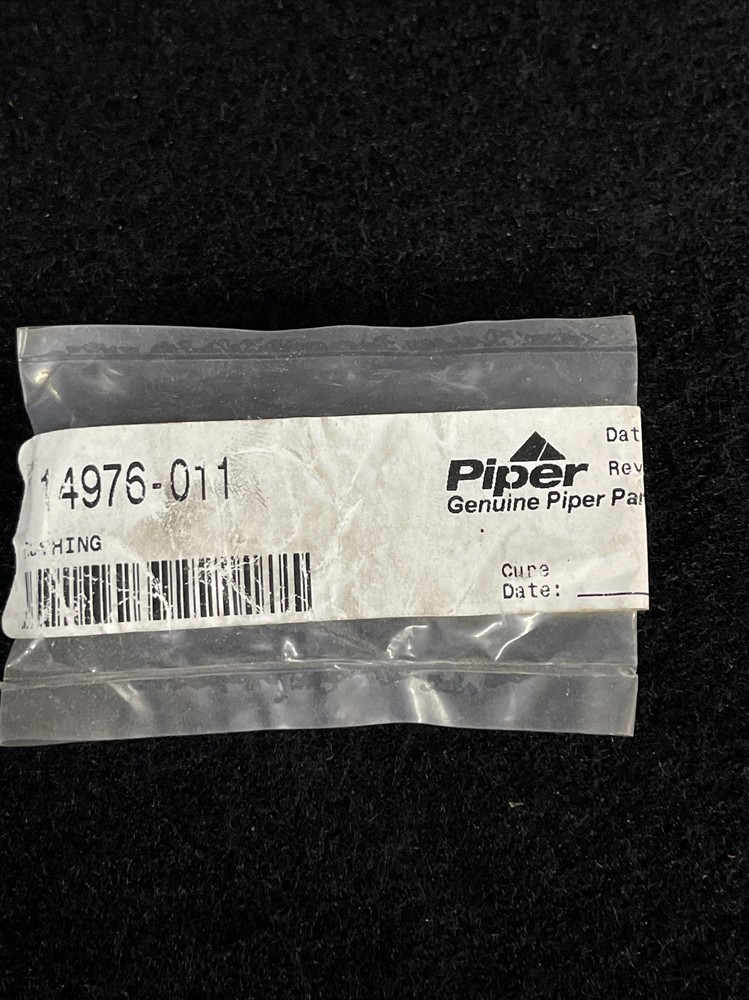 14976-011
Piper
Genuine Piper Par
Dat
Rev
Cure
Date: